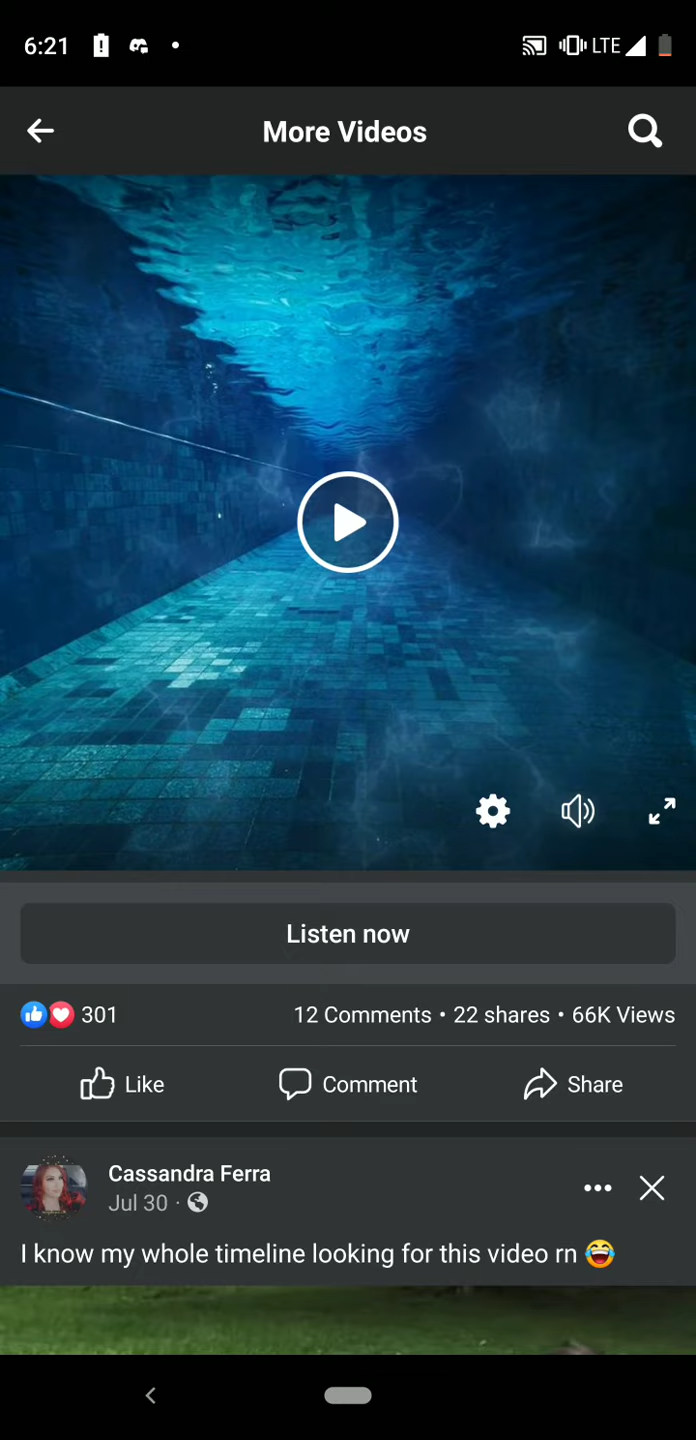 6:21 LTE
More Videos
Listen now
301 12 Comments • 22 shares • 66K Views
Like Comment Share
Cassandra Ferra
Jul 30 ·
I know my whole timeline looking for this video rn 😂